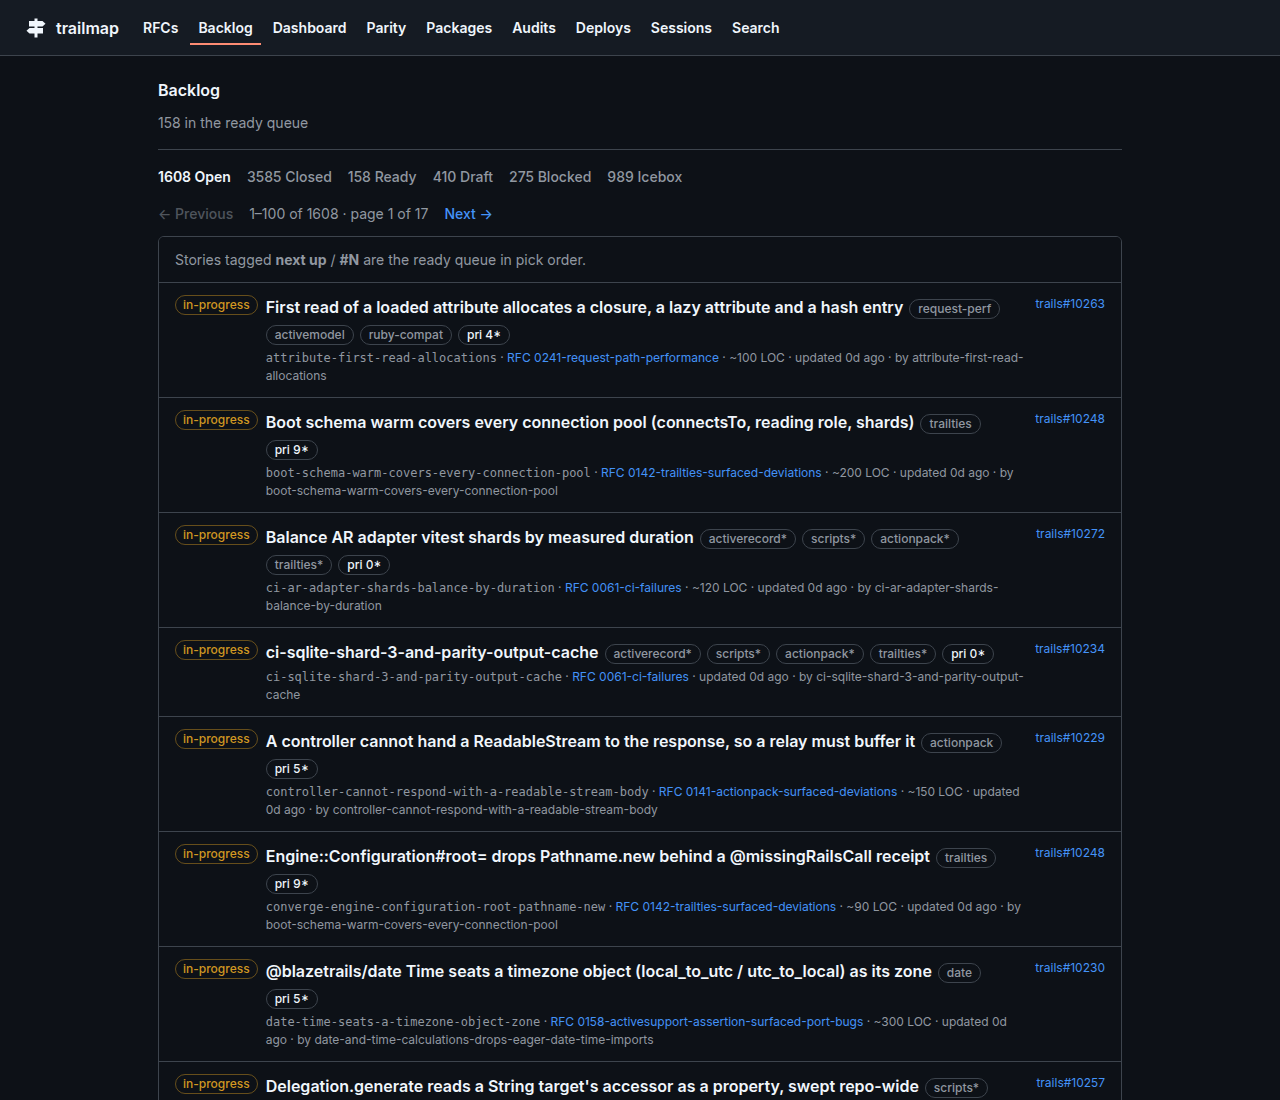 trailmap RFCs Backlog Dashboard Parity Packages Audits Deploys Sessions Search
Backlog
158 in the ready queue
1608 Open 3585 Closed 158 Ready 410 Draft 275 Blocked 989 Icebox
← Previous 1–100 of 1608 · page 1 of 17 Next →
Stories tagged next up / #N are the ready queue in pick order.
in-progress First read of a loaded attribute allocates a closure, a lazy attribute and a hash entry request-perf trails#10263
activemodel ruby-compat pri 4*
attribute-first-read-allocations · RFC 0241-request-path-performance · ~100 LOC · updated 0d ago · by attribute-first-read-
allocations
in-progress Boot schema warm covers every connection pool (connectsTo, reading role, shards) trailties trails#10248
pri 9*
boot-schema-warm-covers-every-connection-pool · RFC 0142-trailties-surfaced-deviations · ~200 LOC · updated 0d ago · by
boot-schema-warm-covers-every-connection-pool
in-progress Balance AR adapter vitest shards by measured duration activerecord* scripts* actionpack* trails#10272
trailties* pri 0*
ci-ar-adapter-shards-balance-by-duration · RFC 0061-ci-failures · ~120 LOC · updated 0d ago · by ci-ar-adapter-shards-
balance-by-duration
in-progress ci-sqlite-shard-3-and-parity-output-cache activerecord* scripts* actionpack* trailties* pri 0* trails#10234
ci-sqlite-shard-3-and-parity-output-cache · RFC 0061-ci-failures · updated 0d ago · by ci-sqlite-shard-3-and-parity-output-
cache
in-progress A controller cannot hand a ReadableStream to the response, so a relay must buffer it actionpack trails#10229
pri 5*
controller-cannot-respond-with-a-readable-stream-body · RFC 0141-actionpack-surfaced-deviations · ~150 LOC · updated
0d ago · by controller-cannot-respond-with-a-readable-stream-body
in-progress Engine::Configuration#root= drops Pathname.new behind a @missingRailsCall receipt trailties trails#10248
pri 9*
converge-engine-configuration-root-pathname-new · RFC 0142-trailties-surfaced-deviations · ~90 LOC · updated 0d ago · by
boot-schema-warm-covers-every-connection-pool
in-progress @blazetrails/date Time seats a timezone object (local_to_utc / utc_to_local) as its zone date trails#10230
pri 5*
date-time-seats-a-timezone-object-zone · RFC 0158-activesupport-assertion-surfaced-port-bugs · ~300 LOC · updated 0d
ago · by date-and-time-calculations-drops-eager-date-time-imports
in-progress Delegation.generate reads a String target's accessor as a property, swept repo-wide scripts* trails#10257